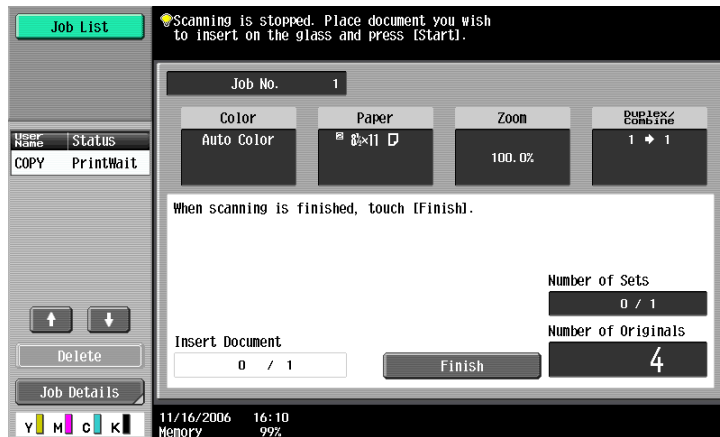 Job List
Scanning is stopped. Place document you wish
to insert on the glass and press [Start].
Job No. 1
Color Paper Zoom Duplex/
Combine
Auto Color 2 8½×11 100.0% 1 → 1
User
Name Status
COPY PrintWait
When scanning is finished, touch [Finish].
Number of Sets
0 / 1
Number of Originals
4
Insert Document
0 / 1
Finish
Delete
Job Details
Y M C K
11/16/2006 16:10
Memory 99%